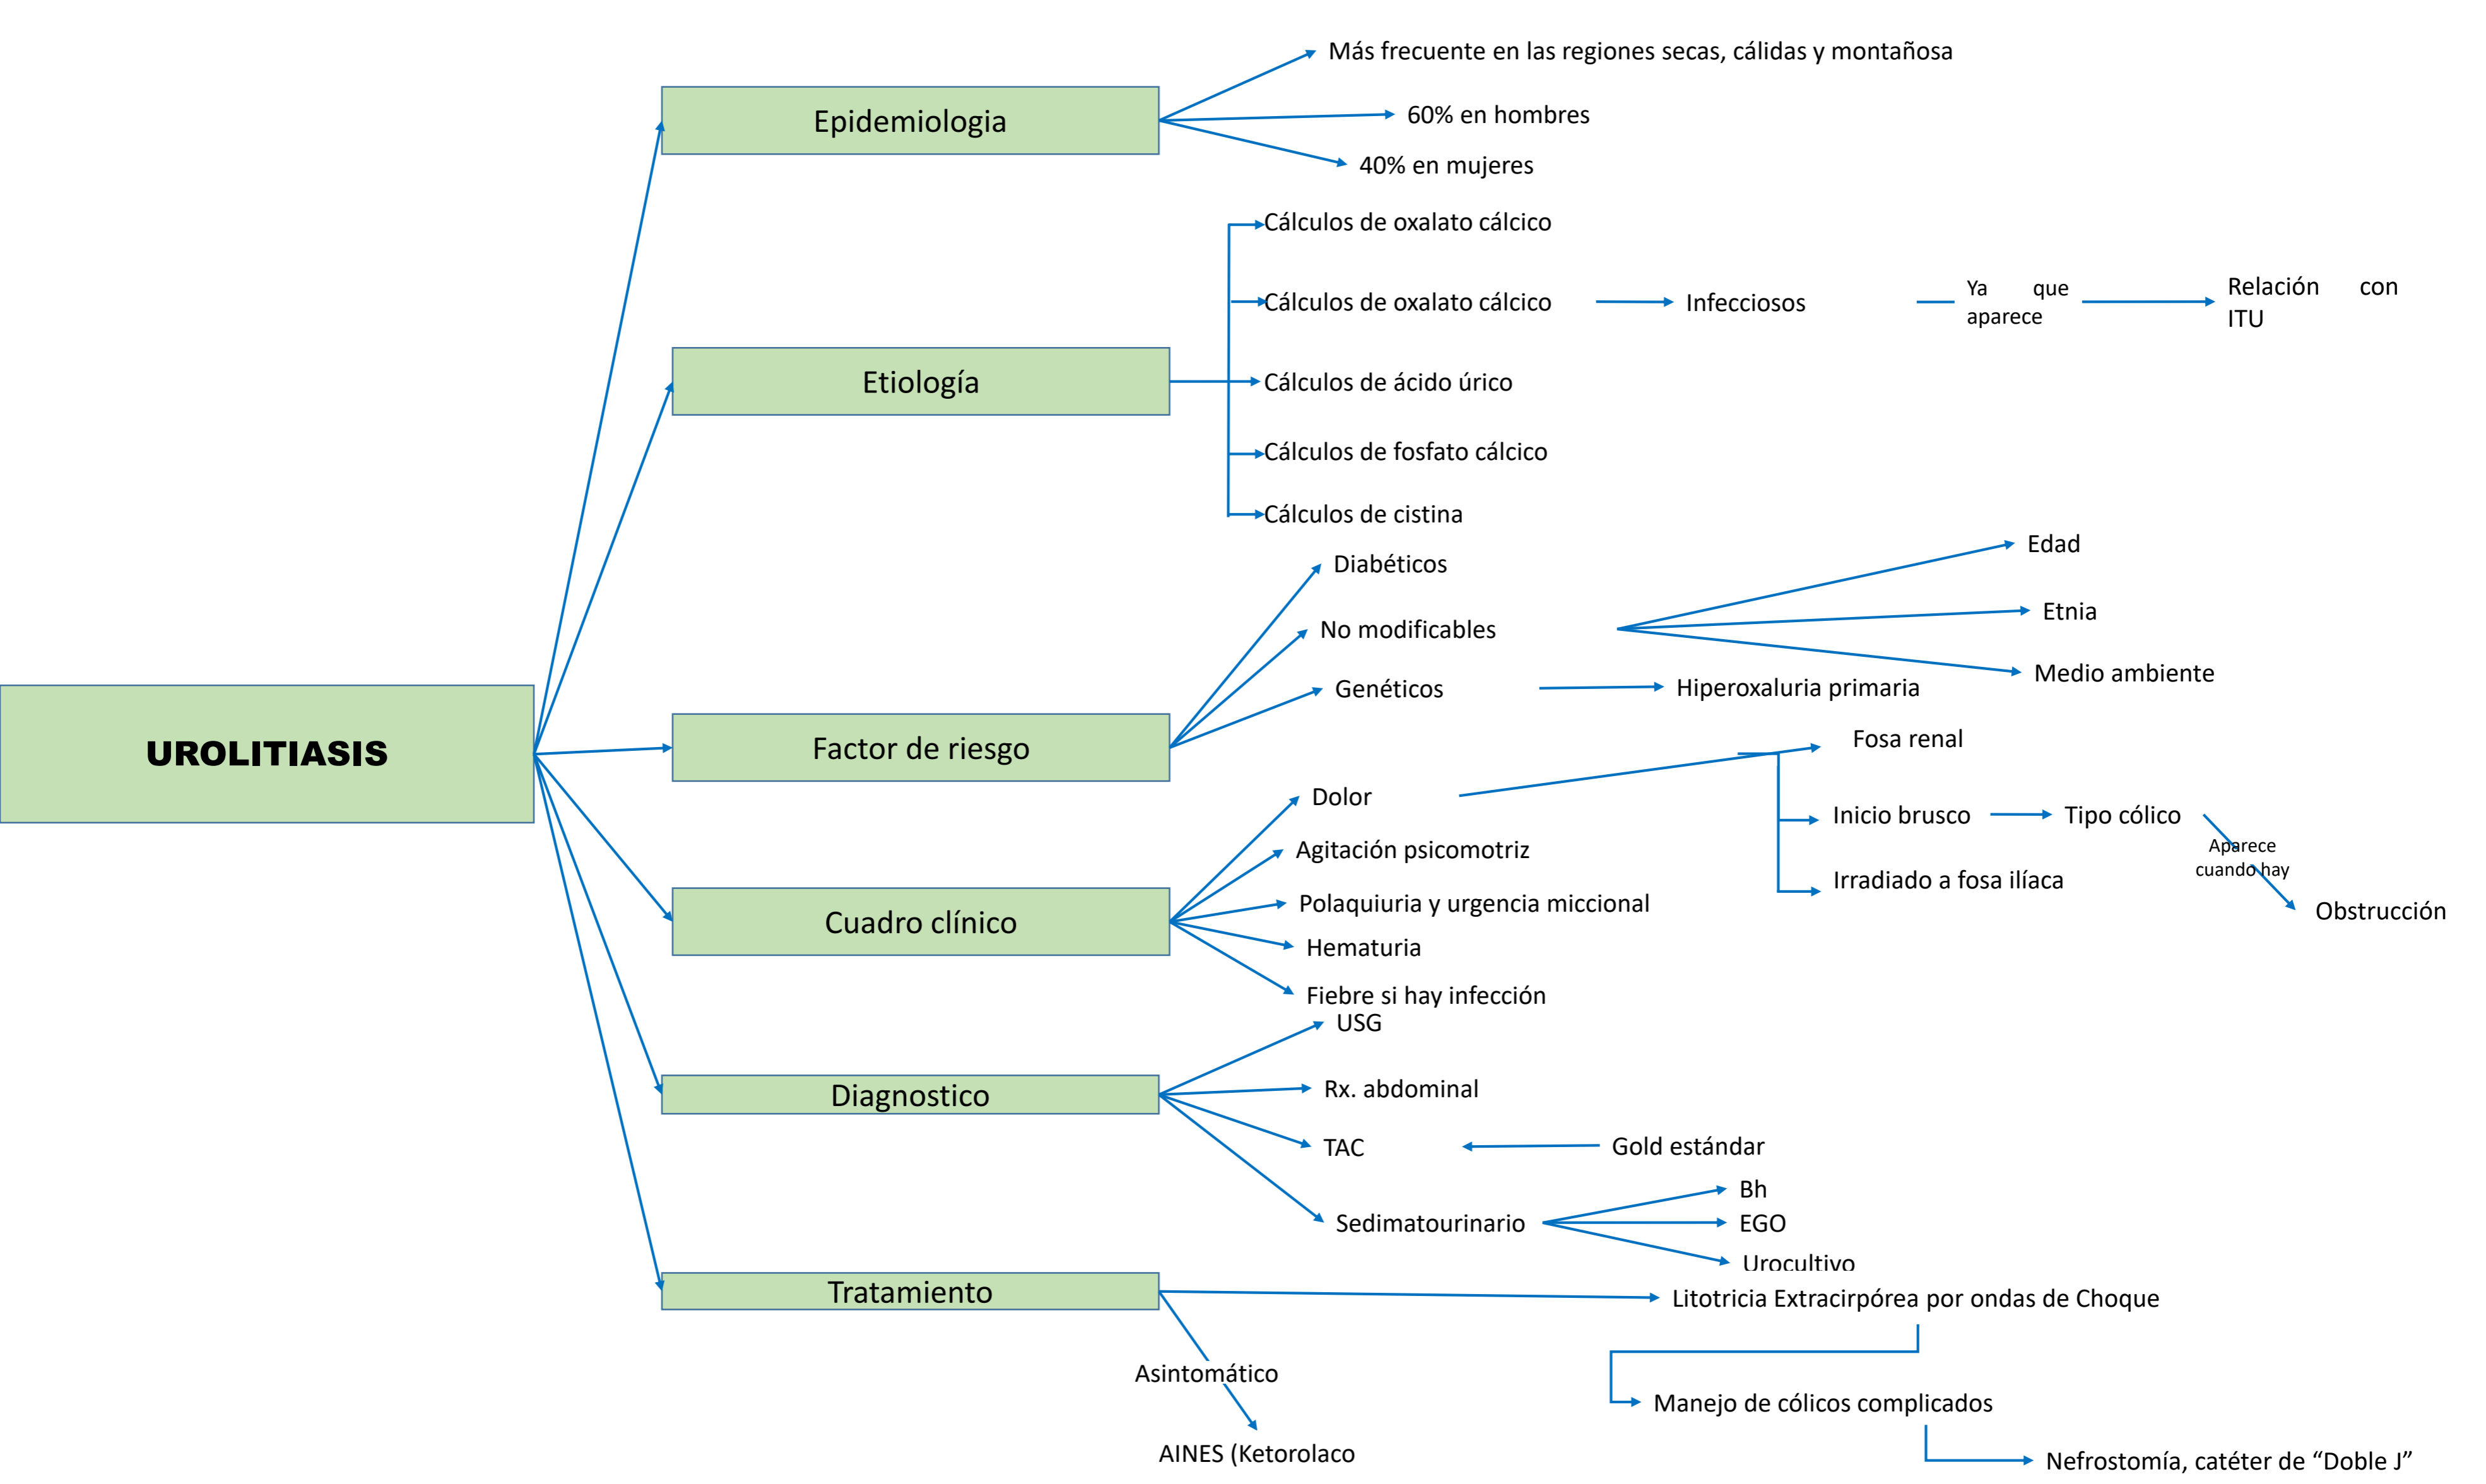 UROLITIASIS
Epidemiologia
Más frecuente en las regiones secas, cálidas y montañosa
60% en hombres
40% en mujeres
Etiología
Cálculos de oxalato cálcico
Cálculos de oxalato cálcico
Infecciosos
Ya que
aparece
Relación con
ITU
Cálculos de ácido úrico
Cálculos de fosfato cálcico
Cálculos de cistina
Factor de riesgo
Diabéticos
No modificables
Edad
Etnia
Medio ambiente
Genéticos
Hiperoxaluria primaria
Cuadro clínico
Dolor
Fosa renal
Inicio brusco
Tipo cólico
Aparece
cuando hay
Obstrucción
Irradiado a fosa ilíaca
Agitación psicomotriz
Polaquiuria y urgencia miccional
Hematuria
Fiebre si hay infección
Diagnostico
USG
Rx. abdominal
TAC
Gold estándar
Sedimatourinario
Bh
EGO
Urocultivo
Tratamiento
Litotricia Extracirpórea por ondas de Choque
Manejo de cólicos complicados
Nefrostomía, catéter de “Doble J”
Asintomático
AINES (Ketorolaco